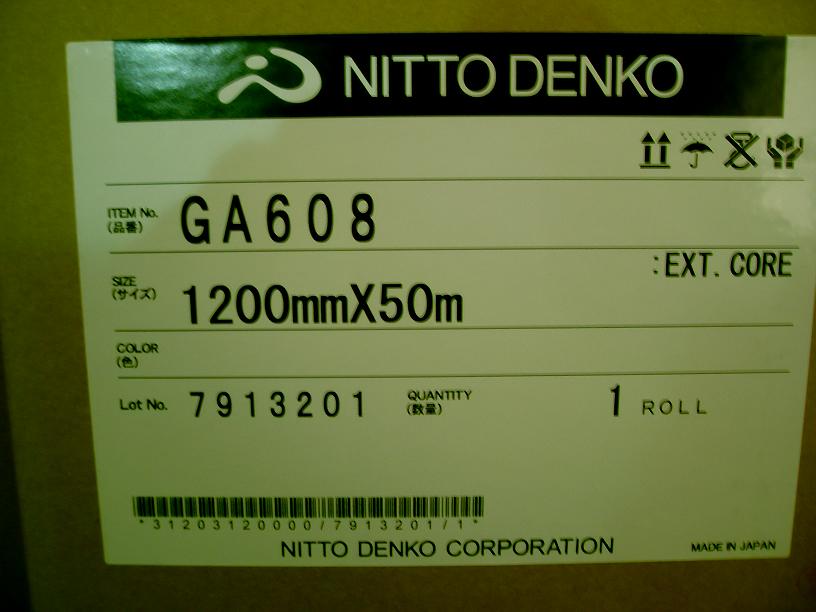 NITTO DENKO
ITEM No. GA608
(品番)
:EXT. CORE
SIZE
(サイズ)
1200mmX50m
COLOR
(色)
Lot No. 7913201 QUANTITY 1 ROLL
(数量)
*31203120000/7913201/1*
NITTO DENKO CORPORATION
MADE IN JAPAN